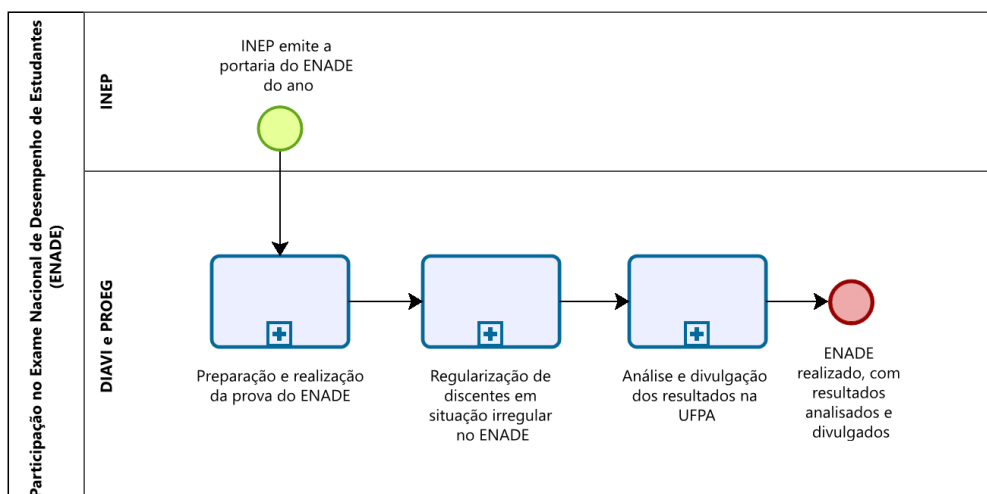 Participação no Exame Nacional de Desempenho de Estudantes
(ENADE)
INEP
INEP emite a
portaria do ENADE
do ano
DIAVI e PROEG
Preparação e realização
da prova do ENADE
Regularização de
discentes em
situação irregular
no ENADE
Análise e divulgação
dos resultados na
UFPA
ENADE
realizado, com
resultados
analisados e
divulgados